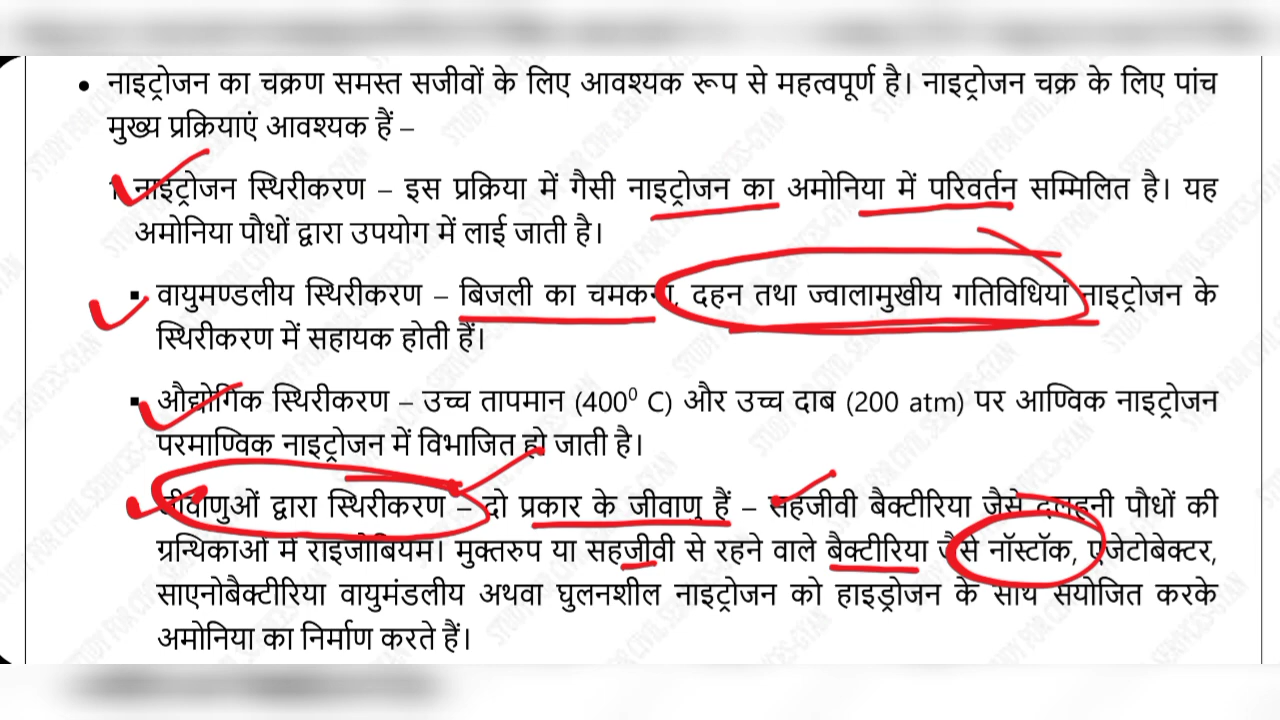 • नाइट्रोजन का चक्रण समस्त सजीवों के लिए आवश्यक रूप से महत्वपूर्ण है। नाइट्रोजन चक्र के लिए पांच
मुख्य प्रक्रियाएं आवश्यक हैं –
नाइट्रोजन स्थिरीकरण – इस प्रक्रिया में गैसी नाइट्रोजन का अमोनिया में परिवर्तन सम्मिलित है। यह
अमोनिया पौधों द्वारा उपयोग में लाई जाती है।
▪ वायुमण्डलीय स्थिरीकरण – बिजली का चमकना, दहन तथा ज्वालामुखीय गतिविधियां नाइट्रोजन के
स्थिरीकरण में सहायक होती हैं।
▪ औद्योगिक स्थिरीकरण – उच्च तापमान (400⁰ C) और उच्च दाब (200 atm) पर आण्विक नाइट्रोजन
परमाण्विक नाइट्रोजन में विभाजित हो जाती है।
जीवाणुओं द्वारा स्थिरीकरण – दो प्रकार के जीवाणु हैं – सहजीवी बैक्टीरिया जैसे दलहनी पौधों की
ग्रन्थिकाओं में राइजोबियम। मुक्तरुप या सहजीवी से रहने वाले बैक्टीरिया जैसे नॉस्टॉक, एजेटोबेक्टर,
साएनोबैक्टीरिया वायुमंडलीय अथवा घुलनशील नाइट्रोजन को हाइड्रोजन के साथ संयोजित करके
अमोनिया का निर्माण करते हैं।